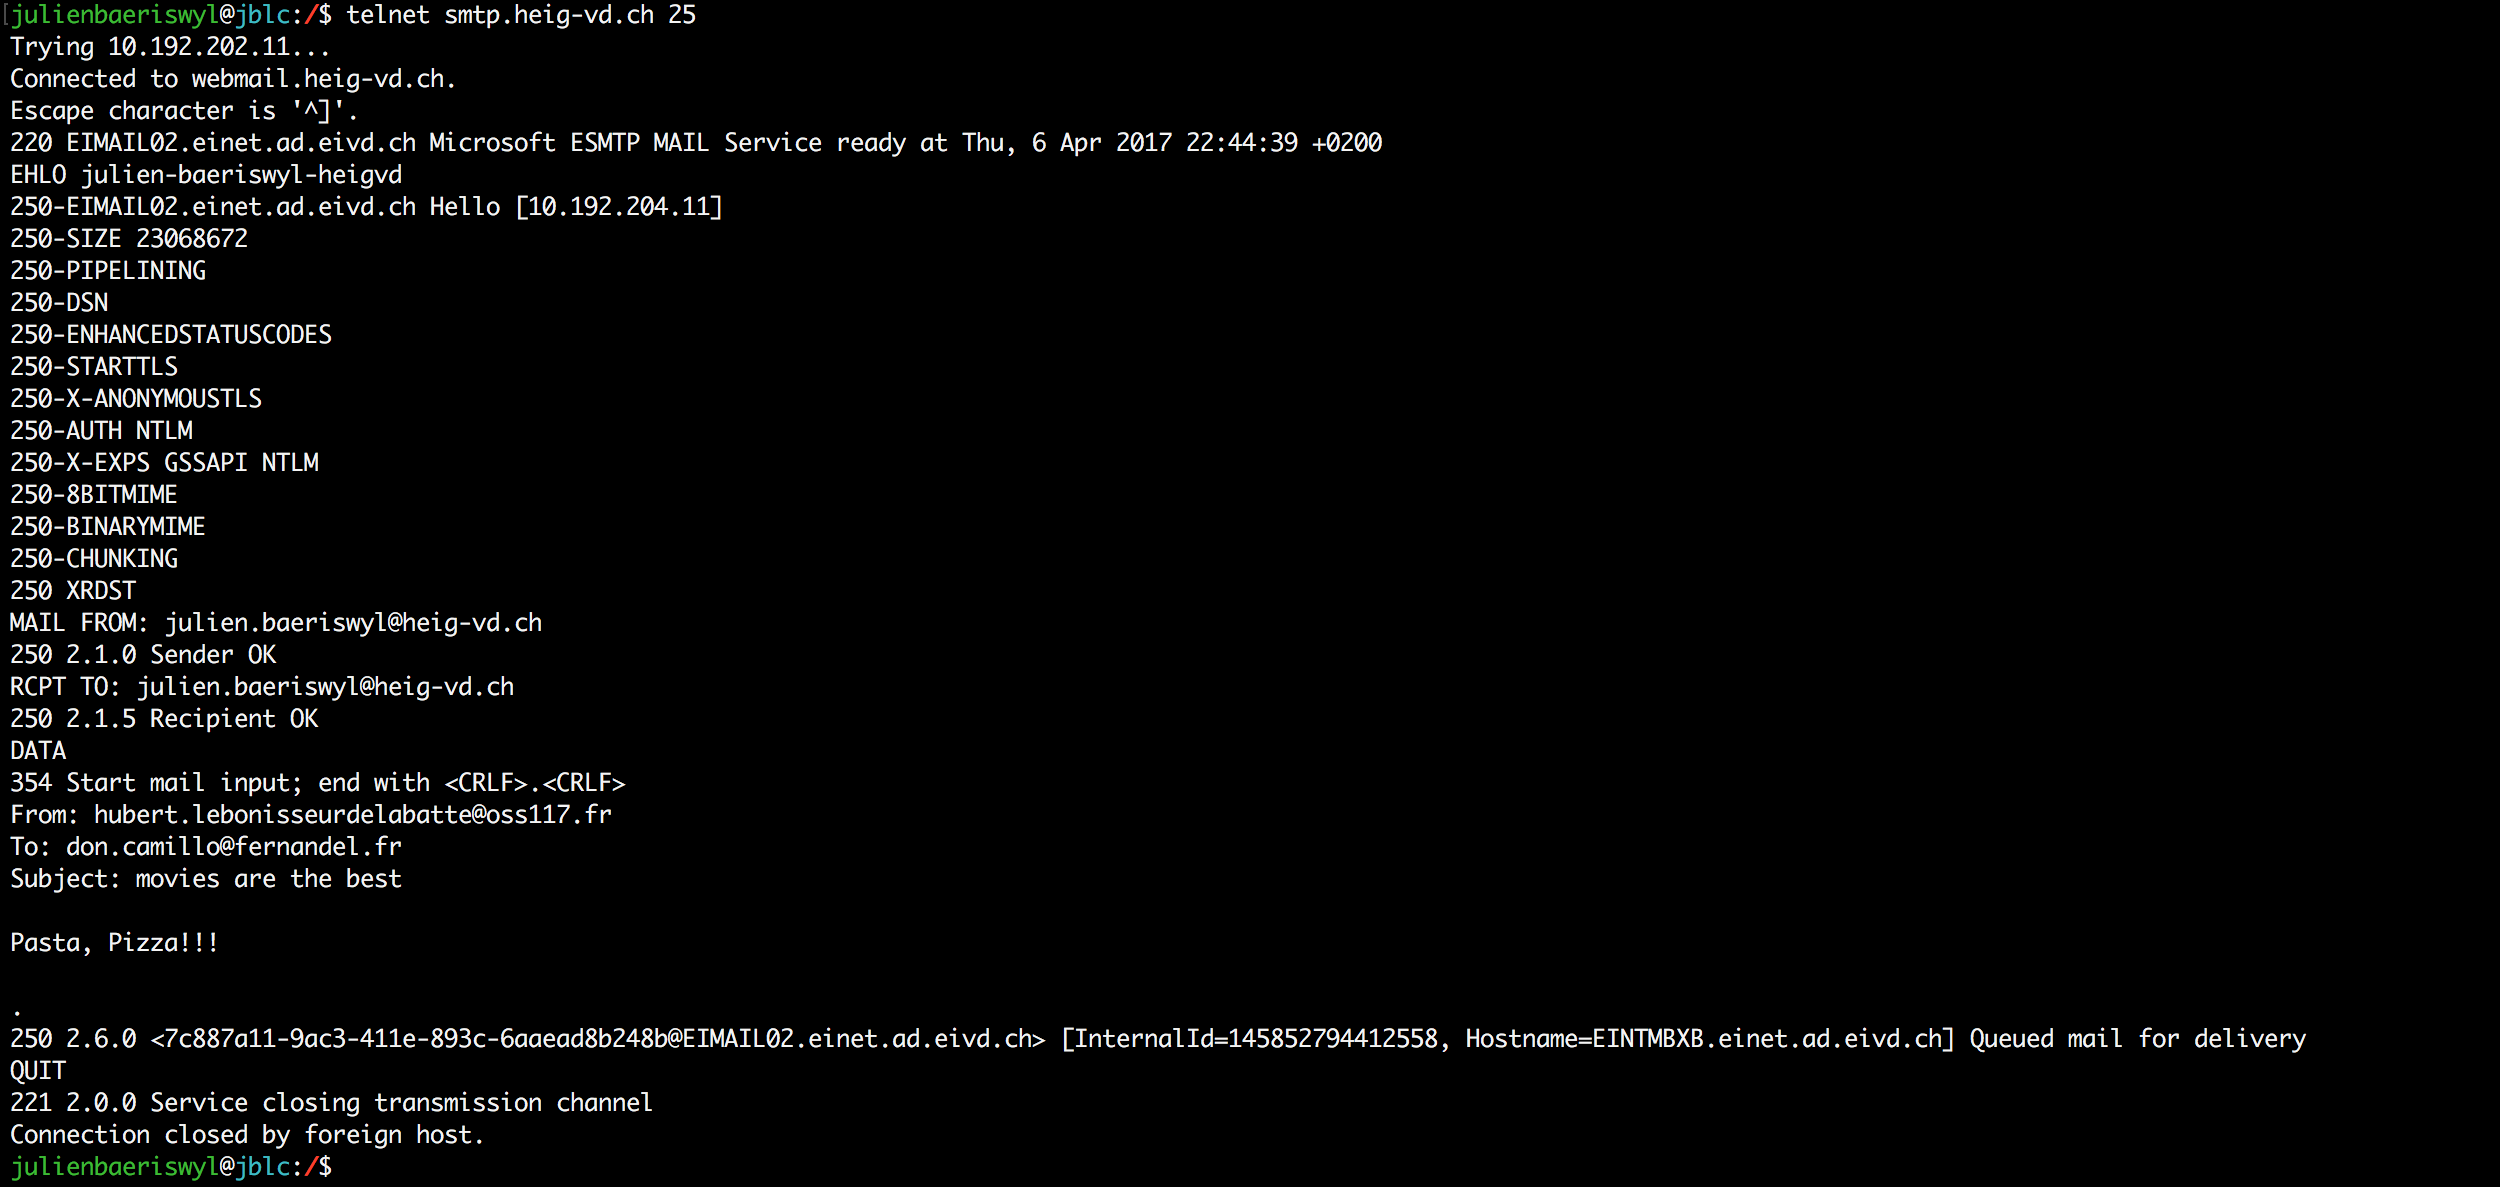 julienbaeriswyl@jblc:/$ telnet smtp.heig-vd.ch 25
Trying 10.192.202.11...
Connected to webmail.heig-vd.ch.
Escape character is '^]'.
220 EIMAIL02.einet.ad.eivd.ch Microsoft ESMTP MAIL Service ready at Thu, 6 Apr 2017 22:44:39 +0200
EHLO julien-baeriswyl-heigvd
250-EIMAIL02.einet.ad.eivd.ch Hello [10.192.204.11]
250-SIZE 23068672
250-PIPELINING
250-DSN
250-ENHANCEDSTATUSCODES
250-STARTTLS
250-X-ANONYMOUSTLS
250-AUTH NTLM
250-X-EXPS GSSAPI NTLM
250-8BITMIME
250-BINARYMIME
250-CHUNKING
250 XRDST
MAIL FROM: julien.baeriswyl@heig-vd.ch
250 2.1.0 Sender OK
RCPT TO: julien.baeriswyl@heig-vd.ch
250 2.1.5 Recipient OK
DATA
354 Start mail input; end with <CRLF>.<CRLF>
From: hubert.lebonisseurdelabatte@oss117.fr
To: don.camillo@fernandel.fr
Subject: movies are the best

Pasta, Pizza!!!

.
250 2.6.0 <7c887a11-9ac3-411e-893c-6aaead8b248b@EIMAIL02.einet.ad.eivd.ch> [InternalId=145852794412558, Hostname=EINTMBXB.einet.ad.eivd.ch] Queued mail for delivery
QUIT
221 2.0.0 Service closing transmission channel
Connection closed by foreign host.
julienbaeriswyl@jblc:/$